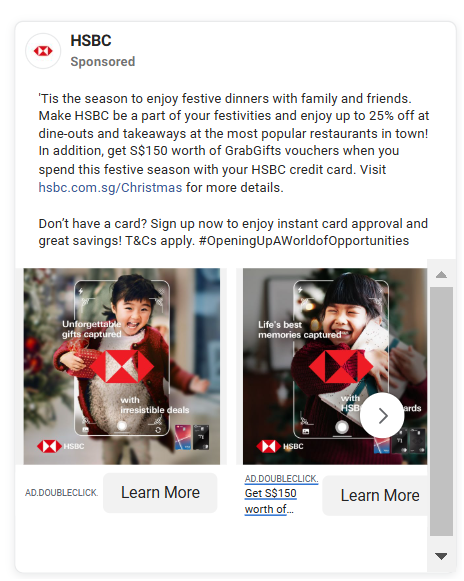 HSBC
Sponsored
'Tis the season to enjoy festive dinners with family and friends.
Make HSBC be a part of your festivities and enjoy up to 25% off at
dine-outs and takeaways at the most popular restaurants in town!
In addition, get S$150 worth of GrabGifts vouchers when you
spend this festive season with your HSBC credit card. Visit
hsbc.com.sg/Christmas for more details.
Don’t have a card? Sign up now to enjoy instant card approval and
great savings! T&Cs apply. #OpeningUpAWorldofOpportunities
Unforgettable
gifts captured
with
irresistible deals
HSBC
Life's best
memories captured
with
HSB
ards
HSBC
AD.DOUBLECLICK.
Learn More
AD.DOUBLECLICK.
Get S$150
worth of…
Learn More